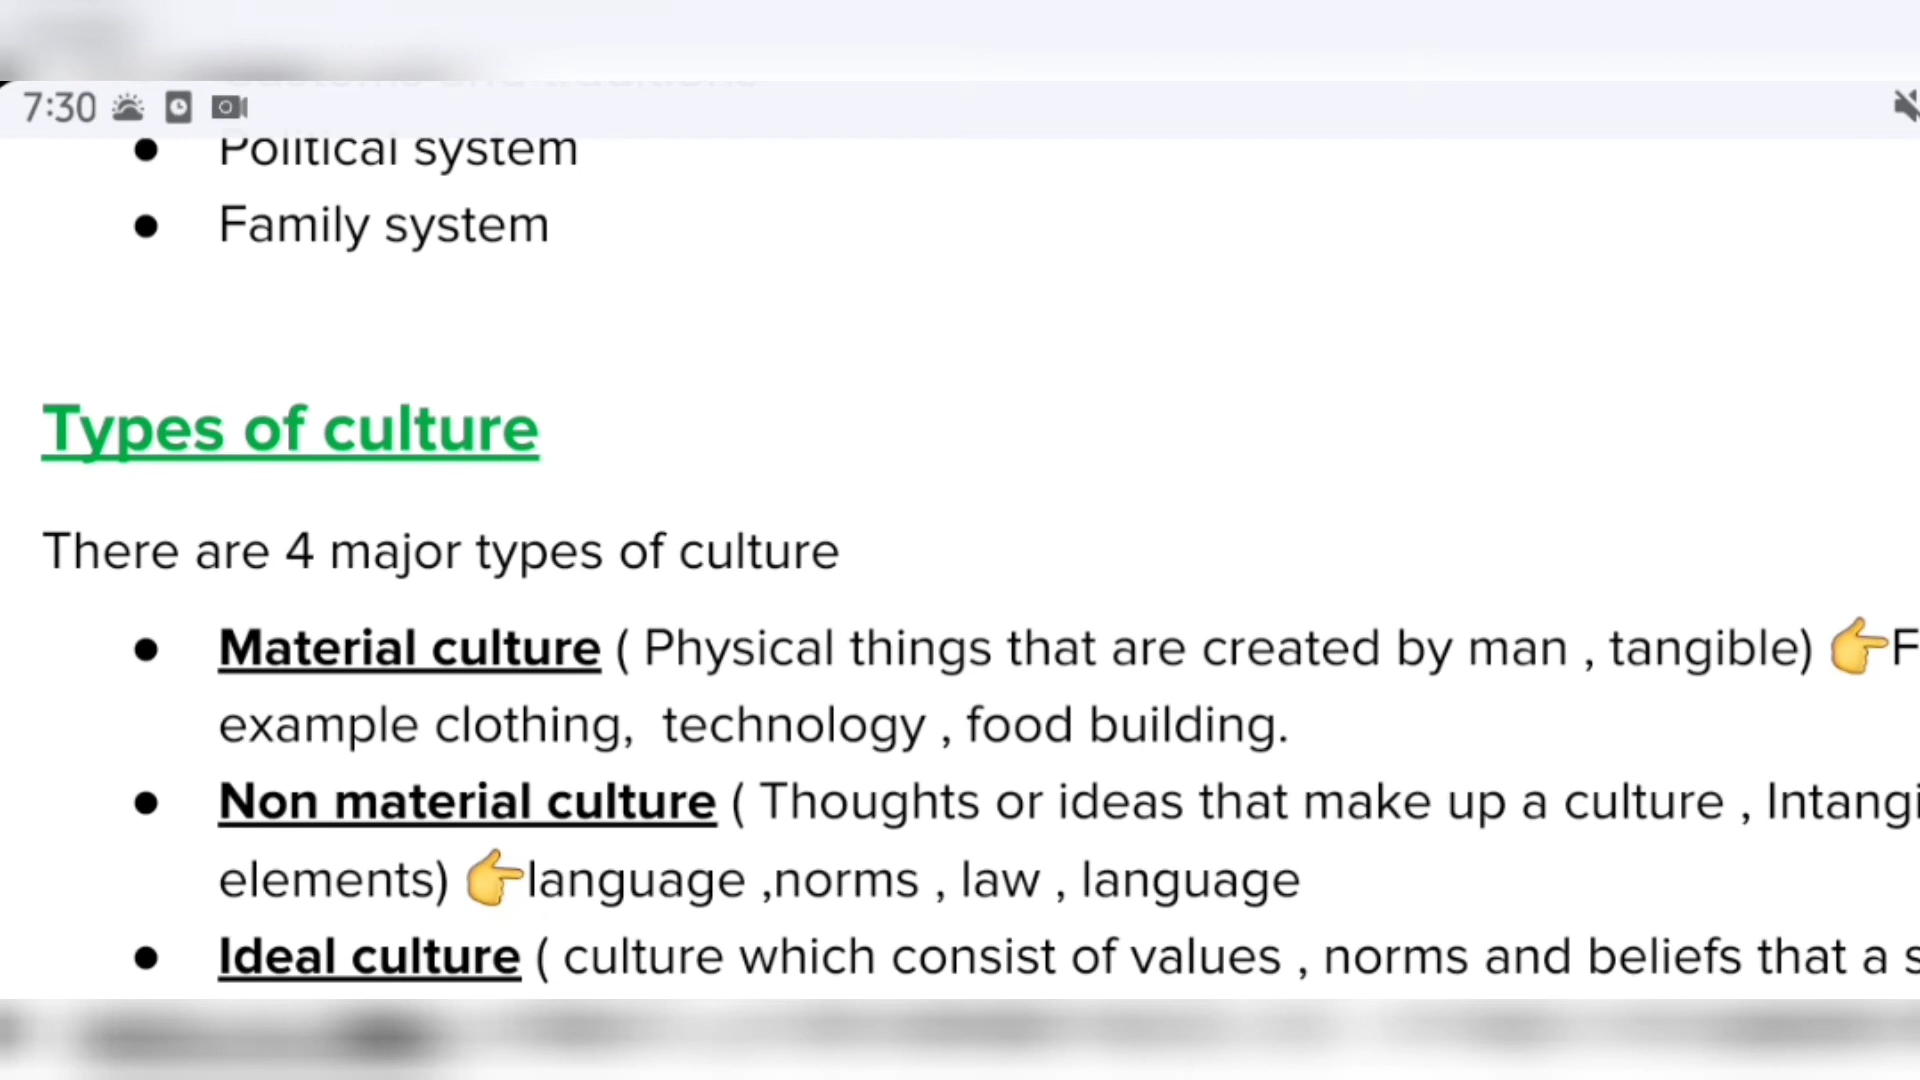 7:30
● Political system
● Family system
Types of culture
There are 4 major types of culture
● Material culture ( Physical things that are created by man , tangible) 👉F
example clothing, technology , food building.
● Non material culture ( Thoughts or ideas that make up a culture , Intangi
elements) 👉language ,norms , law , language
● Ideal culture ( culture which consist of values , norms and beliefs that a s